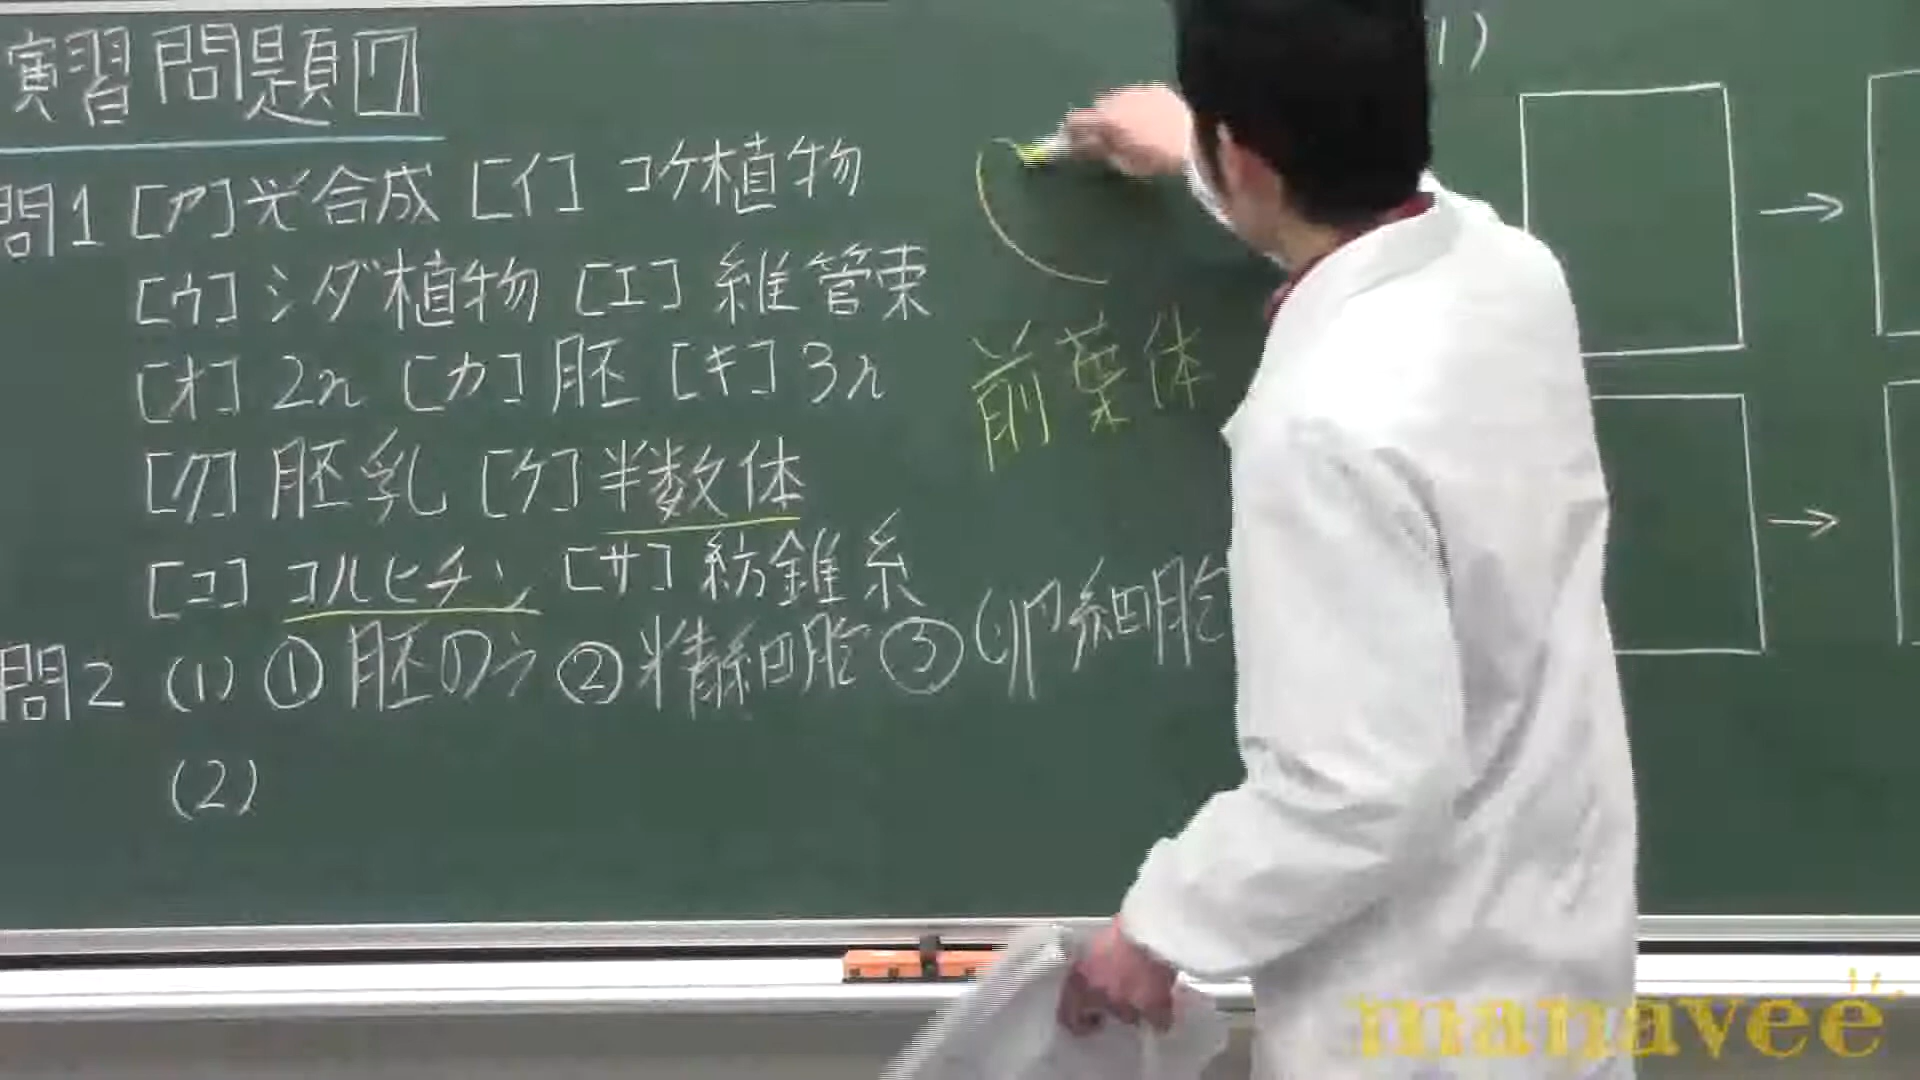 演習問題7
問1 [ア]光合成 [イ] コケ植物
[ウ]シダ植物 [エ] 維管束
[オ] 2n [カ] 胚 [キ] 3n
[ク] 胚乳 [ケ] 半数体
[コ] コルヒチン [サ] 紡錘糸
問2 (1) ① 胚のう ② 精細胞 ③ 卵細胞
(2)
前葉体
1)
→
→
manavee